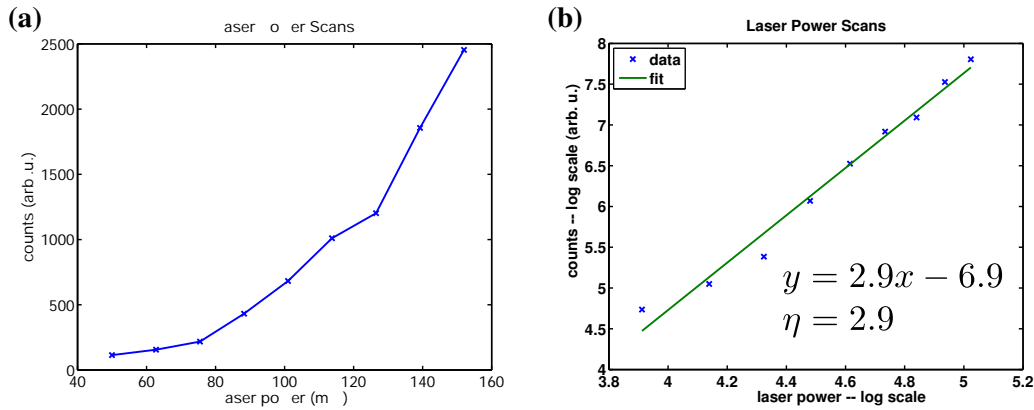 (a)
aser o er Scans
counts (arb .u.)
2500
2000
1500
1000
500
0
40 60 80 100 120 140 160
aser po er (m )
(b)
Laser Power Scans
counts -- log scale (arb. u.)
8
7.5
7
6.5
6
5.5
5
4.5
4
data
fit
y = 2.9x − 6.9
η = 2.9
3.8 4 4.2 4.4 4.6 4.8 5 5.2
laser power -- log scale